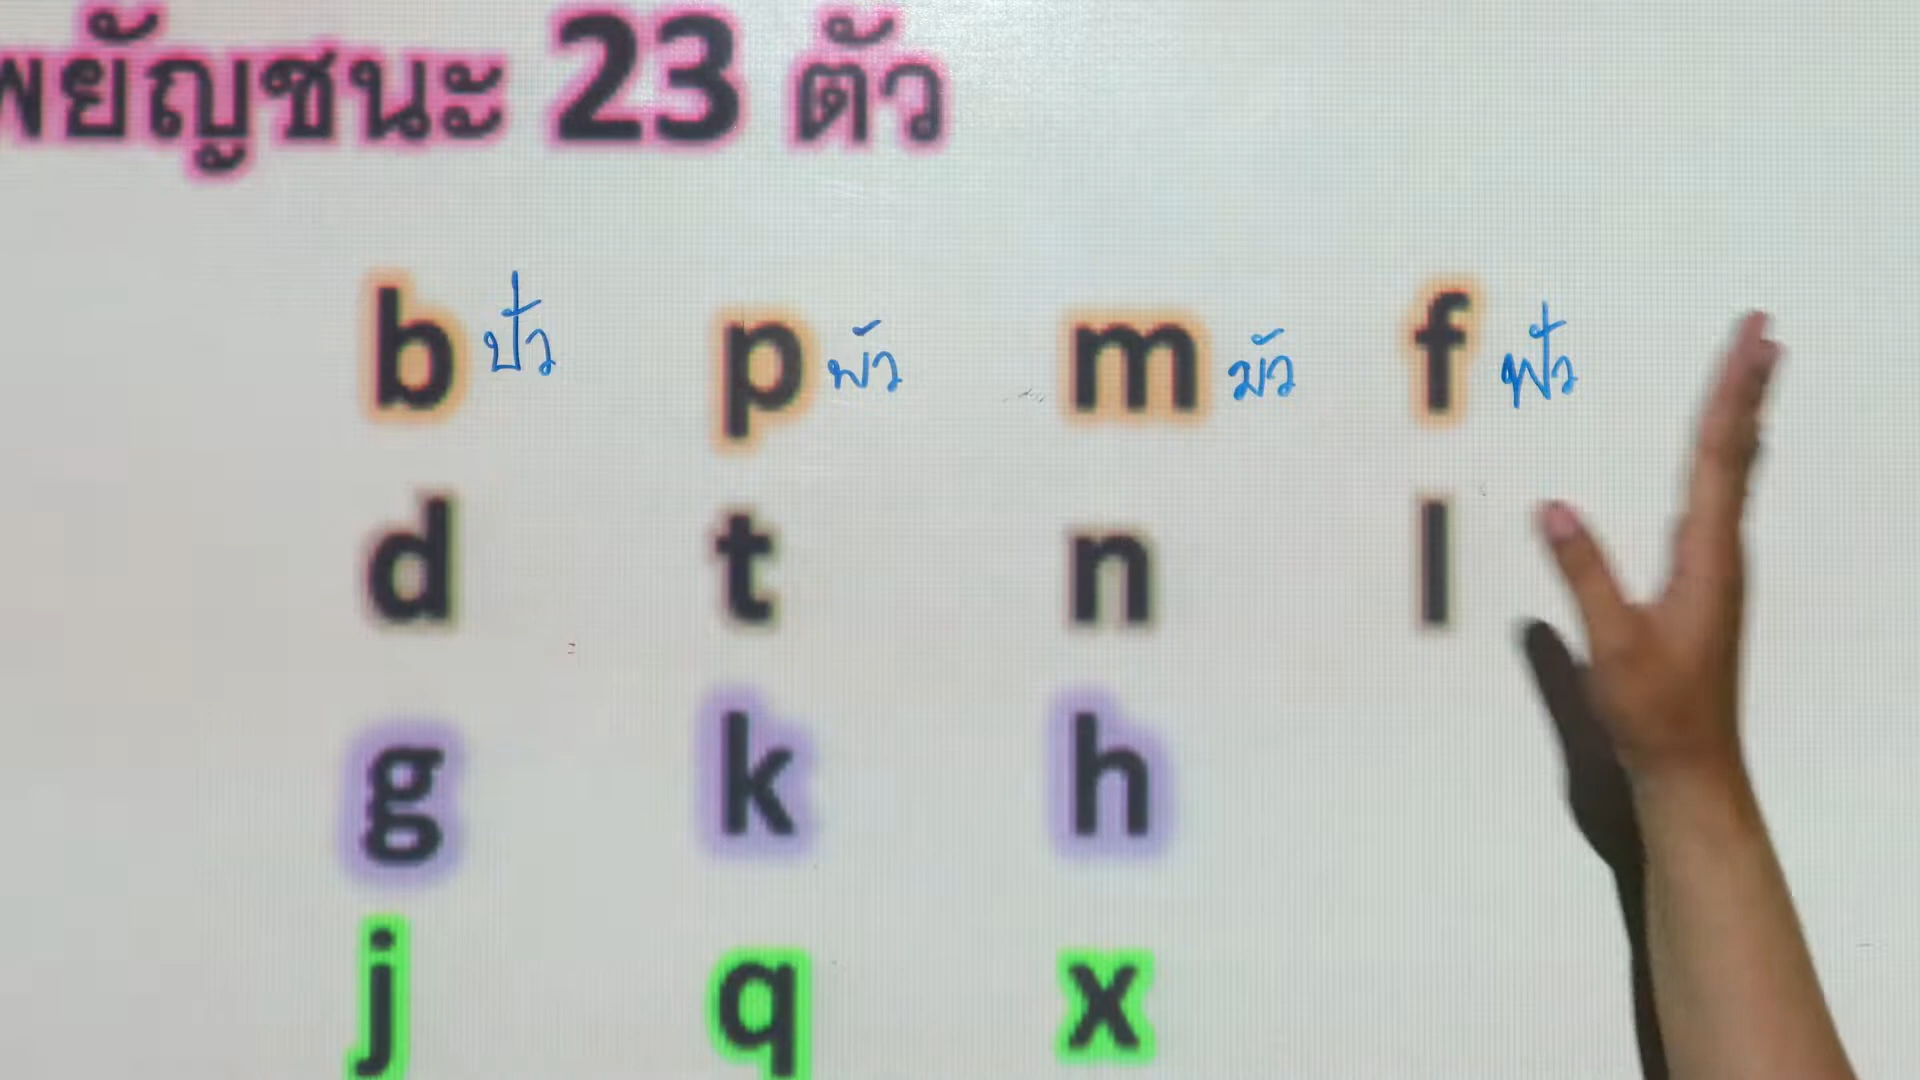 พยัญชนะ 23 ตัว
b ปัว p พัว m มัว f ฟัว
d t n l
g k h
j q x